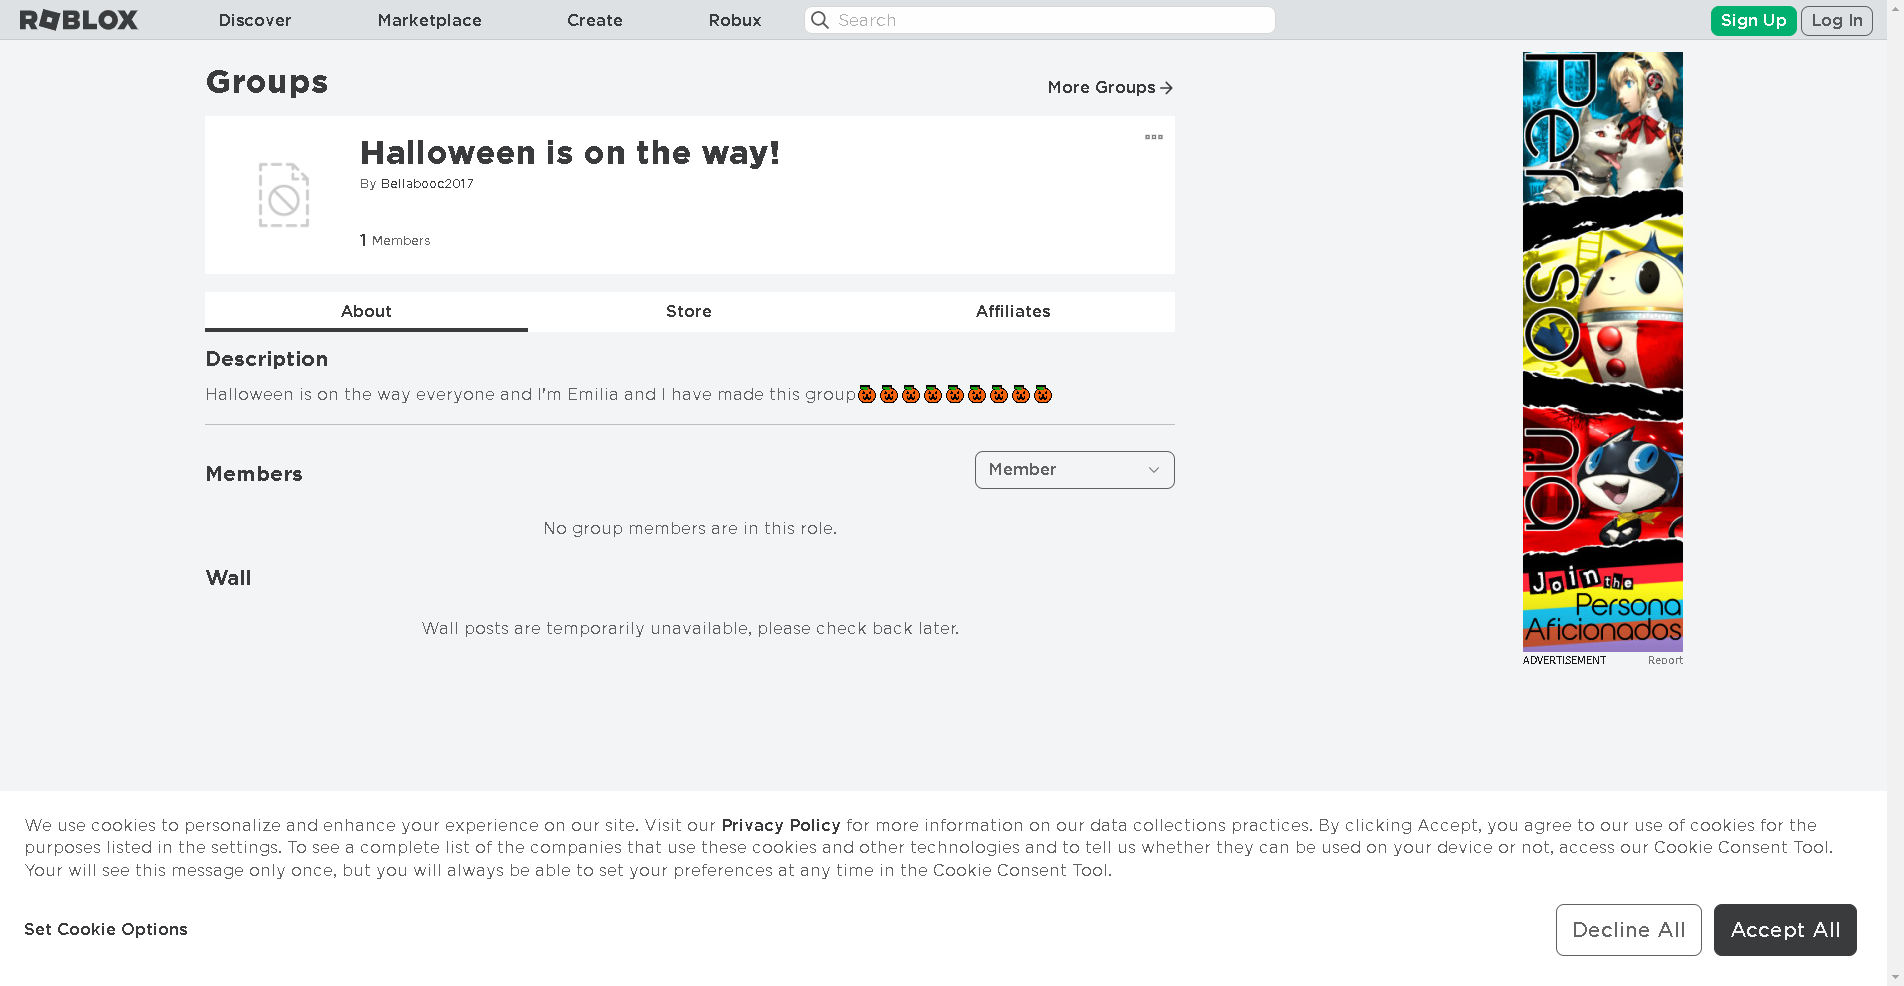 ROBLOX
Discover
Marketplace
Create
Robux
Search
Sign Up
Log In
Groups
More Groups
Halloween is on the way!
By Bellabooc2017
1 Members
About
Store
Affiliates
Description
Halloween is on the way everyone and I'm Emilia and I have made this group🎃🎃🎃🎃🎃🎃🎃🎃🎃
Members
Member
No group members are in this role.
Wall
Wall posts are temporarily unavailable, please check back later.
Persona
Join the
Persona
Aficionados
ADVERTISEMENT
Report
We use cookies to personalize and enhance your experience on our site. Visit our Privacy Policy for more information on our data collections practices. By clicking Accept, you agree to our use of cookies for the
purposes listed in the settings. To see a complete list of the companies that use these cookies and other technologies and to tell us whether they can be used on your device or not, access our Cookie Consent Tool.
Your will see this message only once, but you will always be able to set your preferences at any time in the Cookie Consent Tool.
Set Cookie Options
Decline All
Accept All